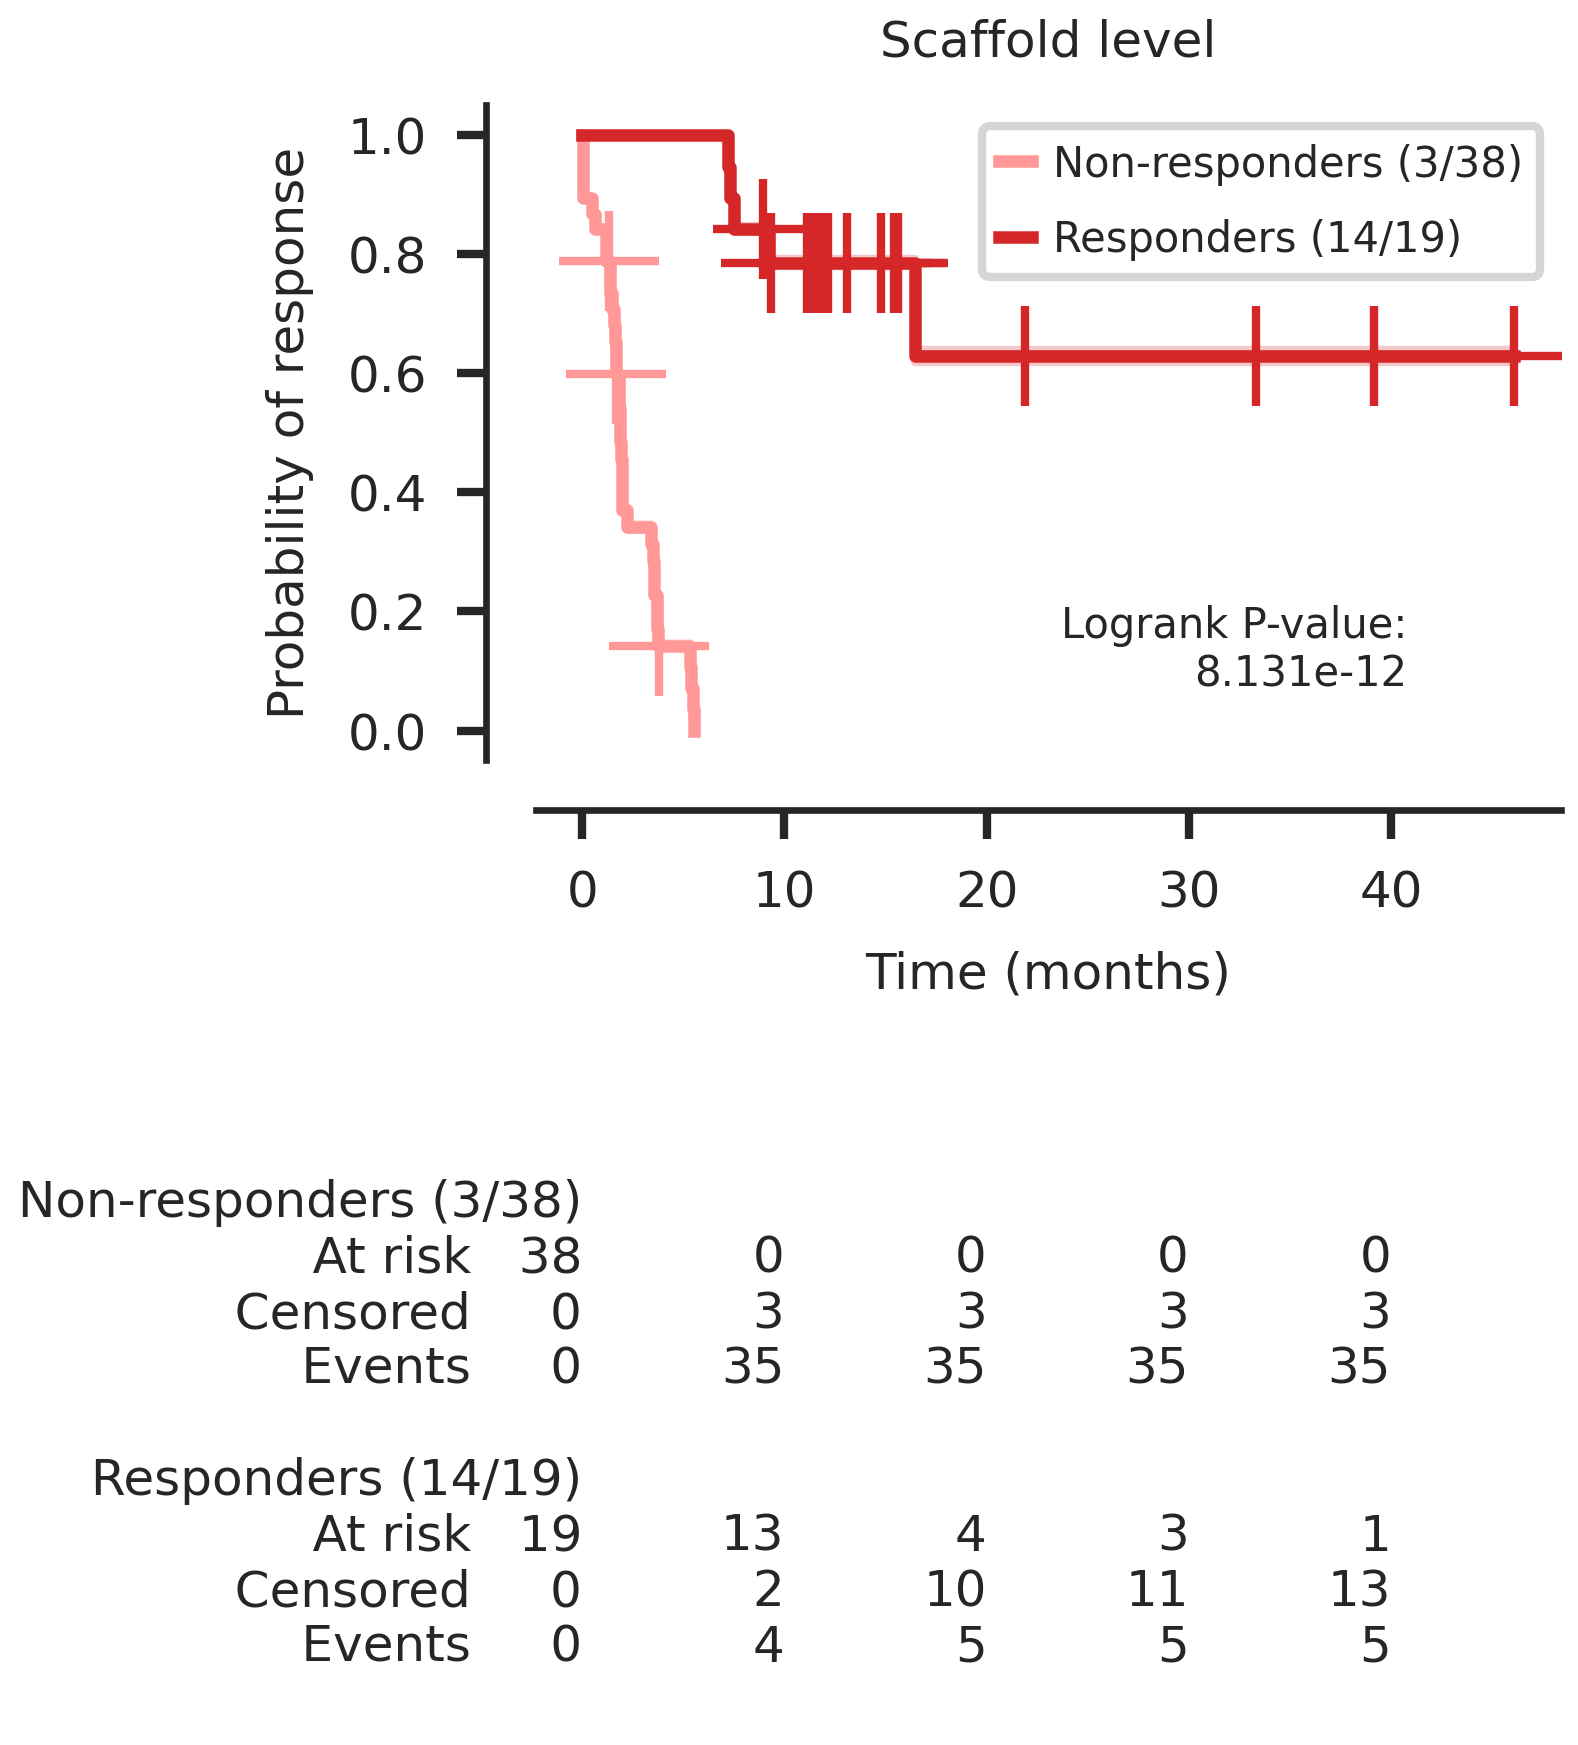 Scaffold level
Probability of response
1.0
0.8
0.6
0.4
0.2
0.0
Non-responders (3/38)
Responders (14/19)
Logrank P-value:
8.131e-12
0 10 20 30 40
Time (months)
Non-responders (3/38)
At risk 38 0 0 0 0
Censored 0 3 3 3 3
Events 0 35 35 35 35
Responders (14/19)
At risk 19 13 4 3 1
Censored 0 2 10 11 13
Events 0 4 5 5 5